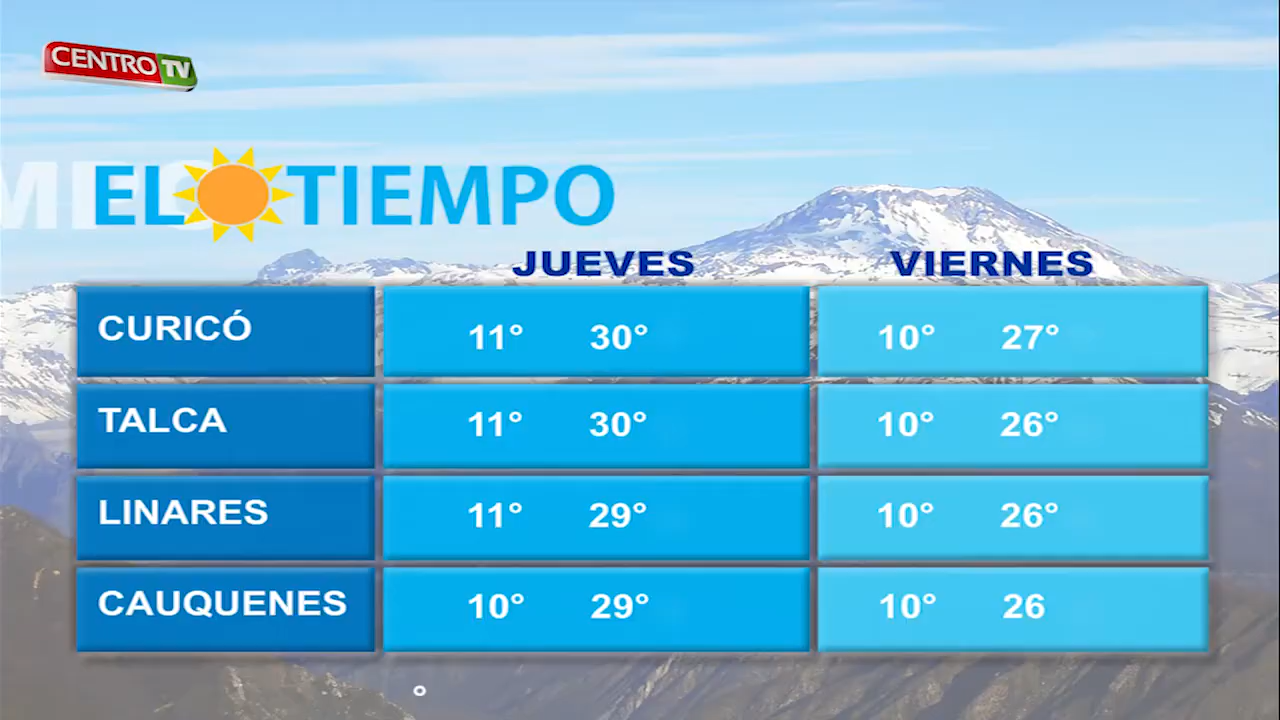 CENTRO TV
EL TIEMPO
JUEVES VIERNES
CURICÓ 11° 30° 10° 27°
TALCA 11° 30° 10° 26°
LINARES 11° 29° 10° 26°
CAUQUENES 10° 29° 10° 26
°